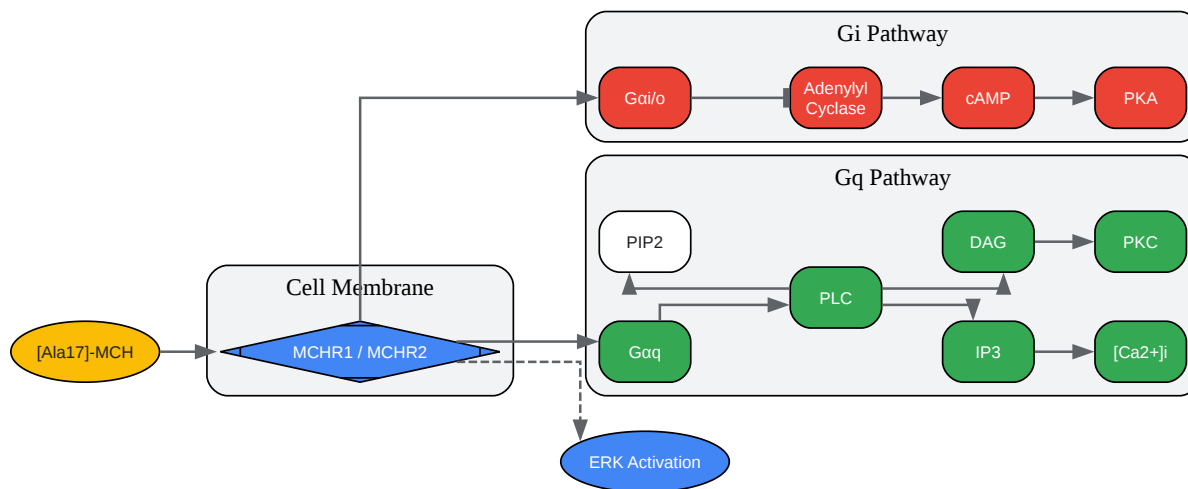 Gi Pathway
Gαi/o
Adenylyl
Cyclase
cAMP
PKA
Gq Pathway
PIP2
DAG
PKC
PLC
Cell Membrane
[Ala17]-MCH
MCHR1 / MCHR2
Gαq
IP3
[Ca2+]i
ERK Activation